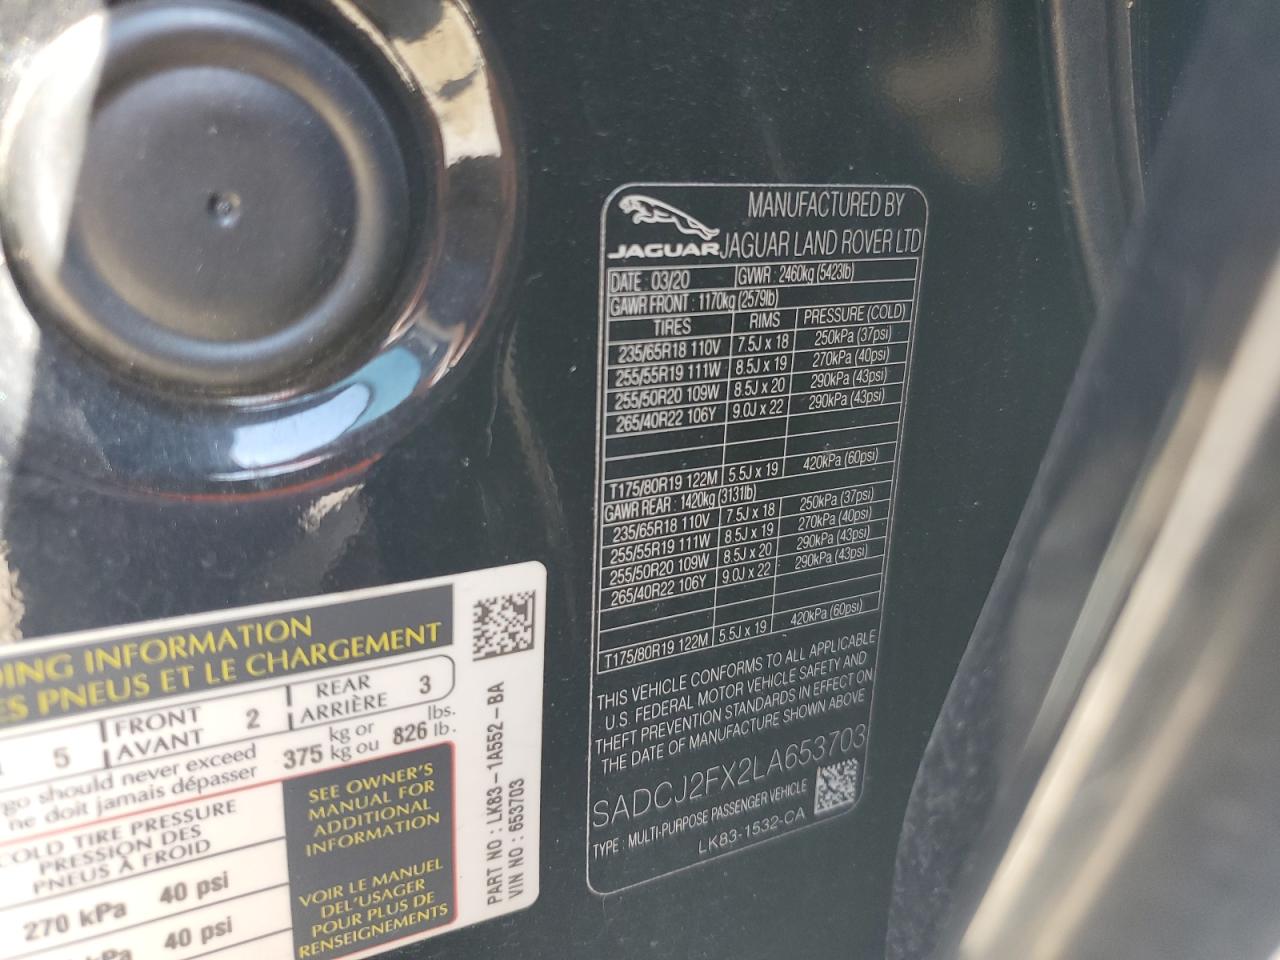 JAGUAR
MANUFACTURED BY
JAGUAR LAND ROVER LTD
DATE : 03/20 GVWR : 2460kg (5423lb)
GAWR FRONT : 1170kg (2579lb)
TIRES RIMS PRESSURE (COLD)
235/65R18 110V 7.5J x 18 250kPa (37psi)
255/55R19 111W 8.5J x 19 270kPa (40psi)
255/50R20 109W 8.5J x 20 290kPa (43psi)
265/40R22 106Y 9.0J x 22 290kPa (43psi)
T175/80R19 122M 5.5J x 19 420kPa (60psi)
GAWR REAR : 1420kg (3131lb)
235/65R18 110V 7.5J x 18 250kPa (37psi)
255/55R19 111W 8.5J x 19 270kPa (40psi)
255/50R20 109W 8.5J x 20 290kPa (43psi)
265/40R22 106Y 9.0J x 22 290kPa (43psi)
T175/80R19 122M 5.5J x 19 420kPa (60psi)
THIS VEHICLE CONFORMS TO ALL APPLICABLE
U.S. FEDERAL MOTOR VEHICLE SAFETY AND
THEFT PREVENTION STANDARDS IN EFFECT ON
THE DATE OF MANUFACTURE SHOWN ABOVE
SADCJ2FX2LA653703
TYPE : MULTI-PURPOSE PASSENGER VEHICLE
LK83-1532-CA
INFORMATION
PNEUS ET LE CHARGEMENT
5 FRONT AVANT 2 REAR ARRIÈRE 3
should never exceed 375 kg or 826 lbs.
ne doit jamais dépasser kg ou lb.
COLD TIRE PRESSURE
PRESSION DES
PNEUS À FROID
270 kPa 40 psi
40 psi
SEE OWNER'S
MANUAL FOR
ADDITIONAL
INFORMATION
VOIR LE MANUEL
DEL'USAGER
POUR PLUS DE
RENSEIGNEMENTS
PART NO : LK83-1A552-BA
VIN NO : 653703